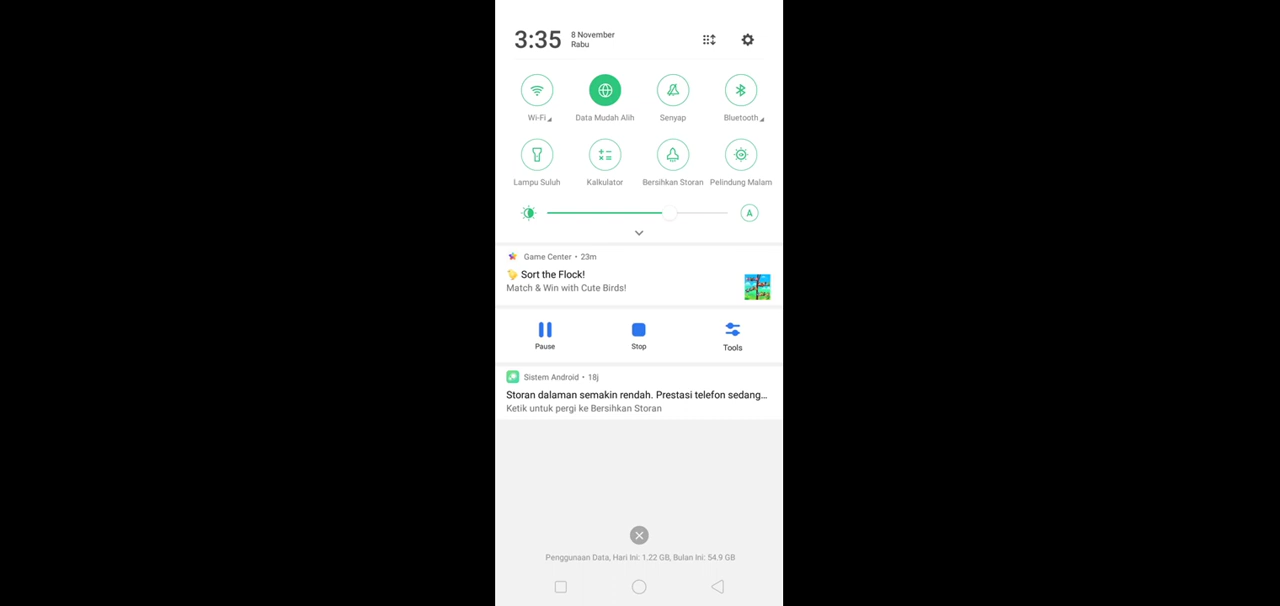 3:35
8 November
Rabu
Wi-Fi
Data Mudah Alih
Senyap
Bluetooth
Lampu Suluh
Kalkulator
Bersihkan Storan
Pelindung Malam
A
Game Center • 23m
Sort the Flock!
Match & Win with Cute Birds!
Pause
Stop
Tools
Sistem Android • 18j
Storan dalaman semakin rendah. Prestasi telefon sedang...
Ketik untuk pergi ke Bersihkan Storan
Penggunaan Data, Hari Ini: 1.22 GB, Bulan Ini: 54.9 GB